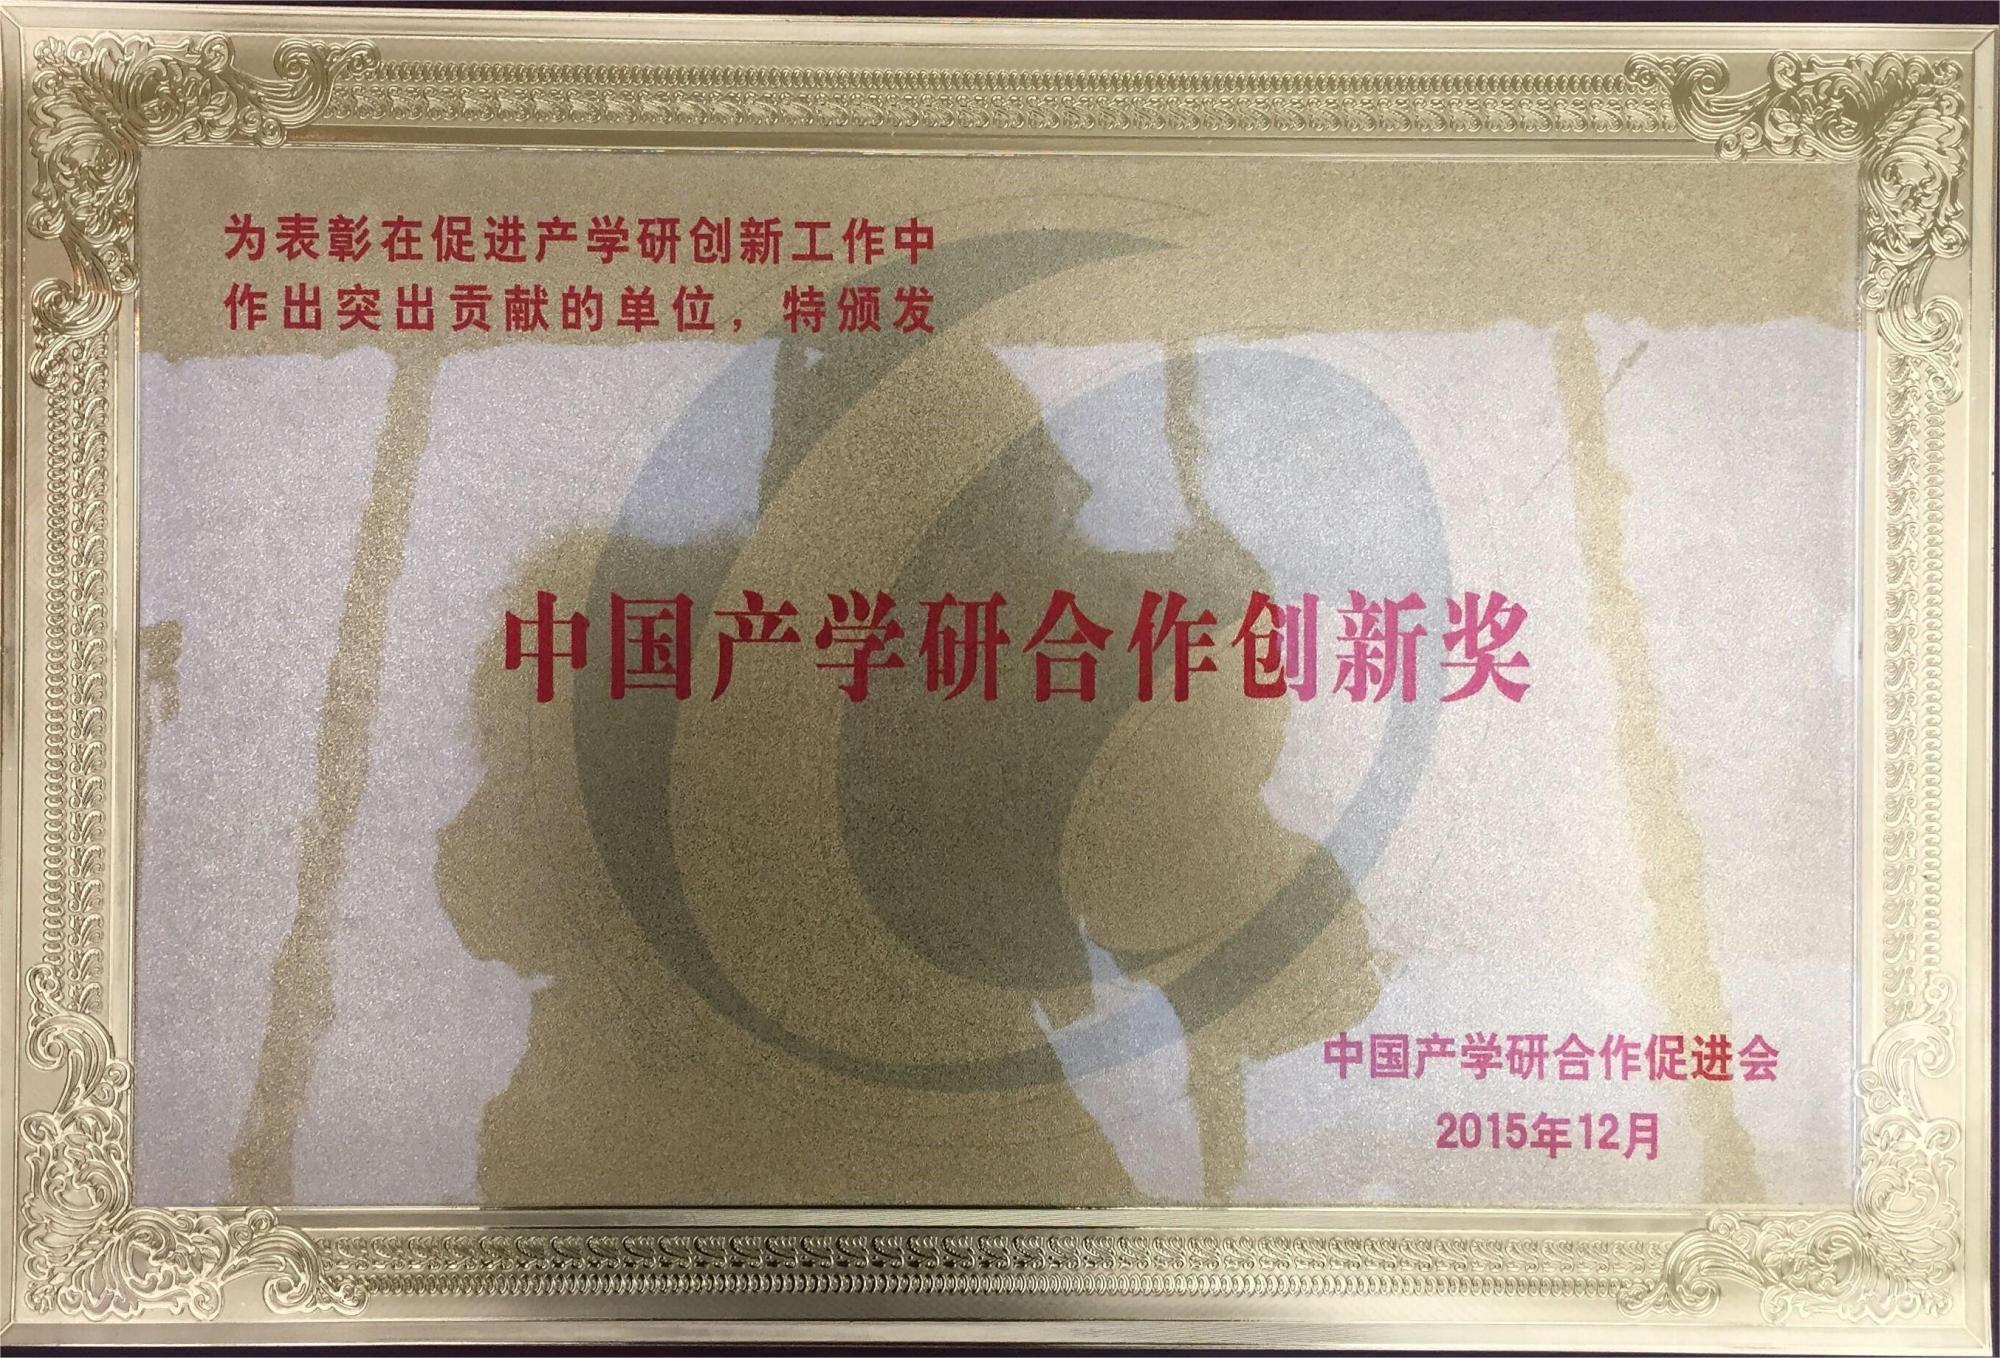 为表彰在促进产学研创新工作中
作出突出贡献的单位，特颁发
中国产学研合作创新奖
中国产学研合作促进会
2015年12月